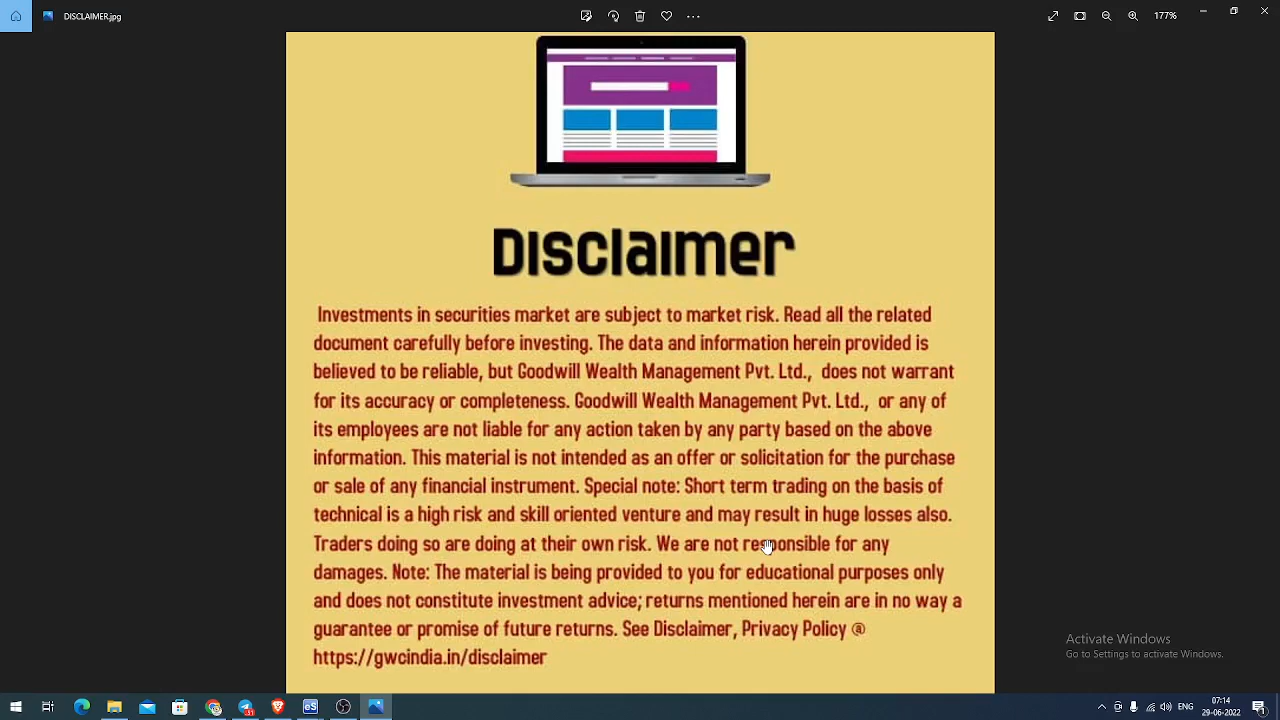 DISCLAIMER.jpg
177%
Disclaimer
Investments in securities market are subject to market risk. Read all the related
document carefully before investing. The data and information herein provided is
believed to be reliable, but Goodwill Wealth Management Pvt. Ltd., does not warrant
for its accuracy or completeness. Goodwill Wealth Management Pvt. Ltd., or any of
its employees are not liable for any action taken by any party based on the above
information. This material is not intended as an offer or solicitation for the purchase
or sale of any financial instrument. Special note: Short term trading on the basis of
technical is a high risk and skill oriented venture and may result in huge losses also.
Traders doing so are doing at their own risk. We are not responsible for any
damages. Note: The material is being provided to you for educational purposes only
and does not constitute investment advice; returns mentioned herein are in no way a
guarantee or promise of future returns. See Disclaimer, Privacy Policy @
https://gwcindia.in/disclaimer
Activate Windows
Go to Settings to activate Windows.
ENG
07:14
29-06-2022